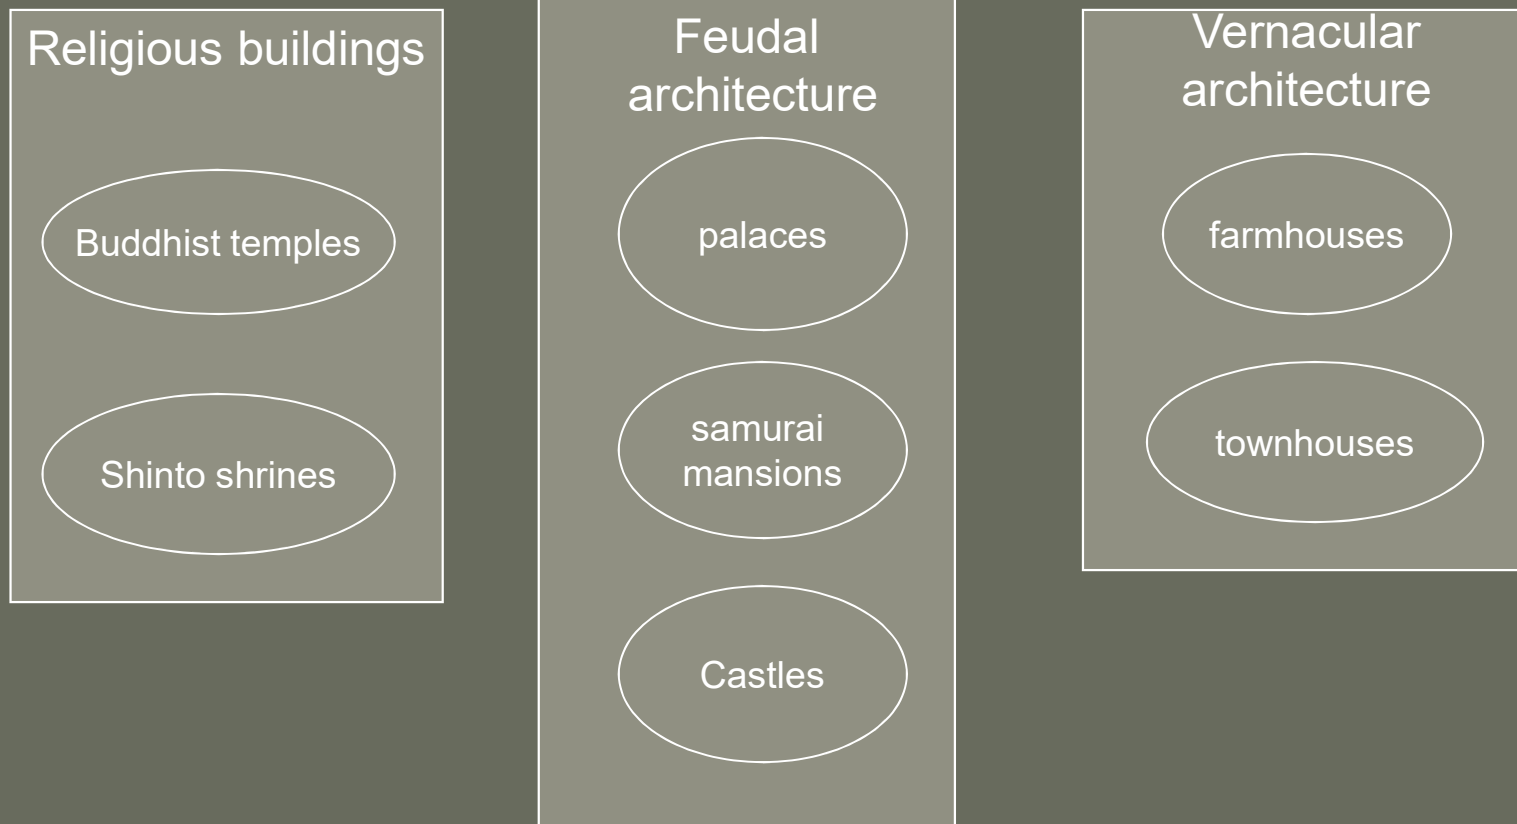 Religious buildings
Buddhist temples
Shinto shrines
Feudal
architecture
palaces
samurai
mansions
Castles
Vernacular
architecture
farmhouses
townhouses